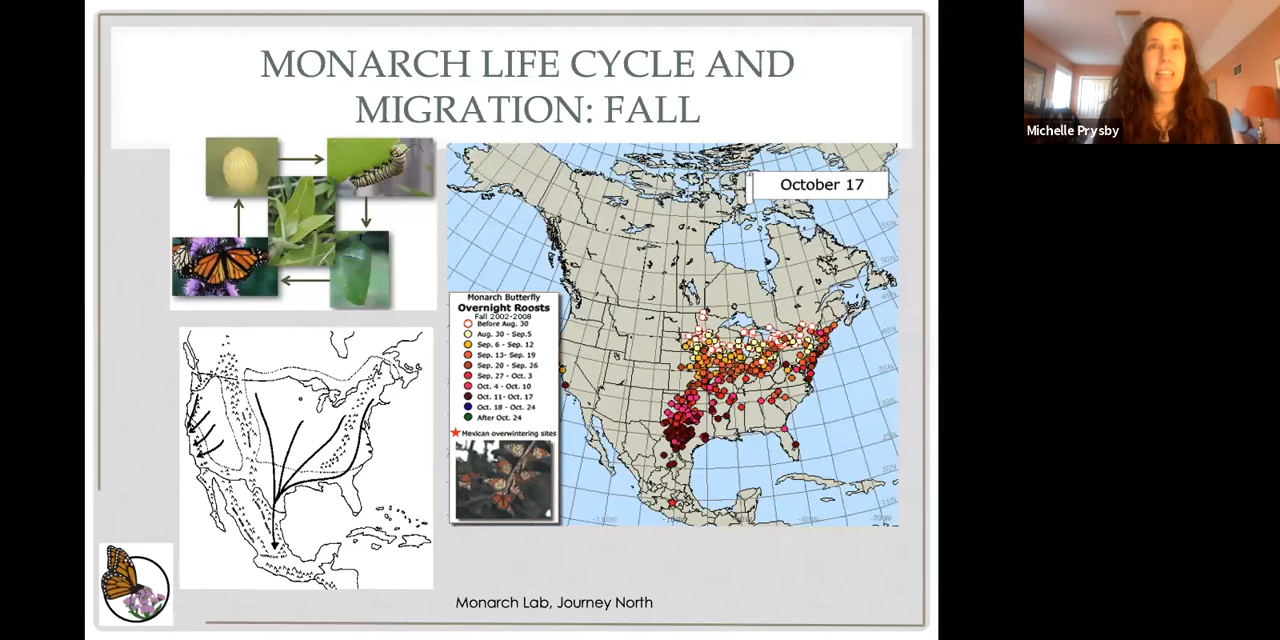 MONARCH LIFE CYCLE AND
MIGRATION: FALL
Michelle Prysby
October 17
Monarch Butterfly
Overnight Roosts
Fall 2002-2008
Before Aug. 30
Aug. 30 - Sep.5
Sep. 6 - Sep. 12
Sep. 13- Sep. 19
Sep. 20 - Sep. 26
Sep. 27 - Oct. 3
Oct. 4 - Oct. 10
Oct. 11- Oct. 17
Oct. 18 - Oct. 24
After Oct. 24
Mexican overwintering sites
Monarch Lab, Journey North